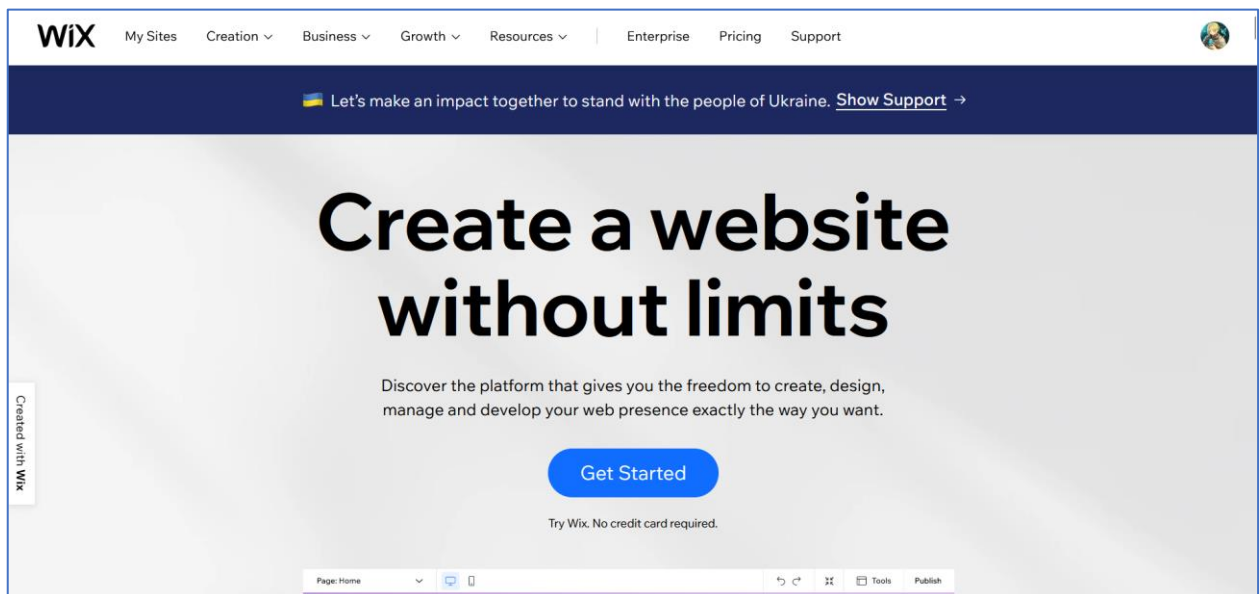 WiX My Sites Creation Business Growth Resources Enterprise Pricing Support
Let's make an impact together to stand with the people of Ukraine. Show Support →
Create a website
without limits
Discover the platform that gives you the freedom to create, design,
manage and develop your web presence exactly the way you want.
Created with Wix
Get Started
Try Wix. No credit card required.
Page: Home Tools Publish